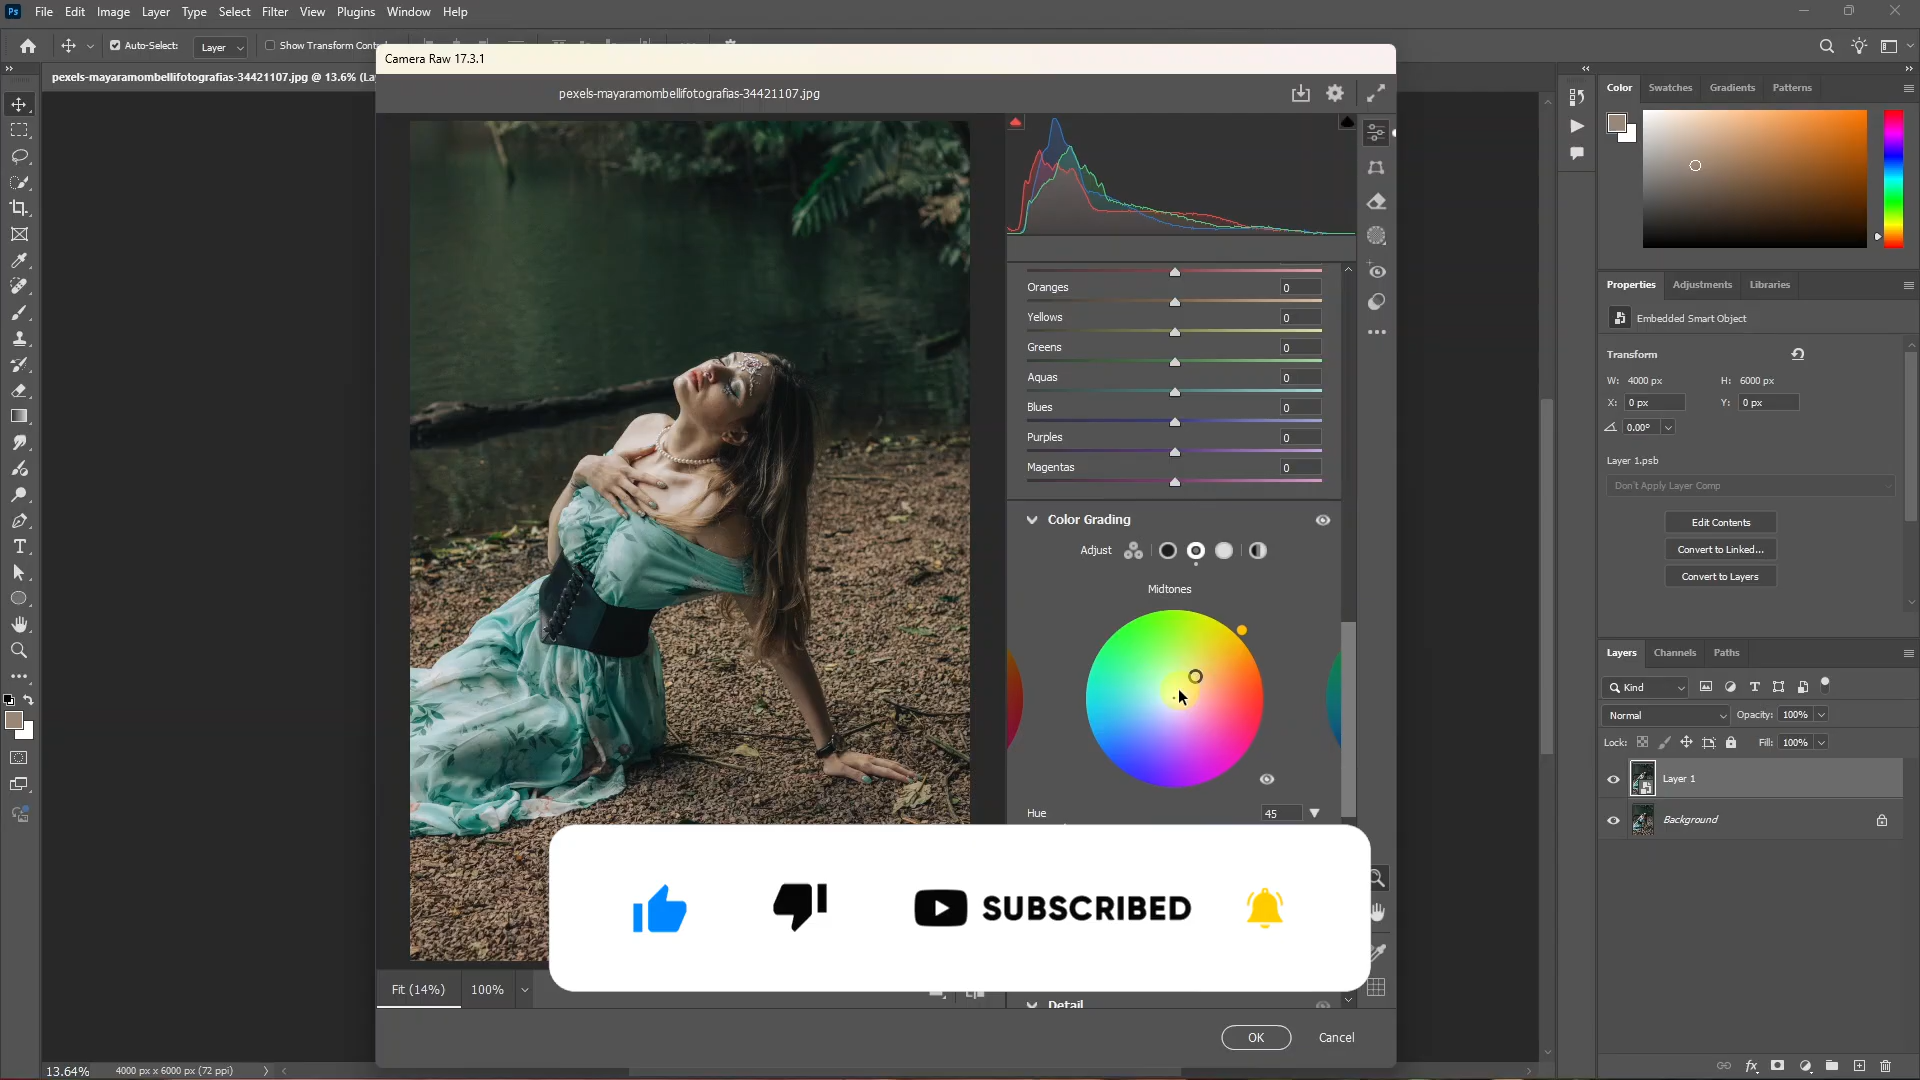 Ps File Edit Image Layer Type Select Filter View Plugins Window Help
Auto-Select: Layer Show Transform Cont
pexels-mayaramombellifotografias-34421107.jpg @ 13.6% (La
Camera Raw 17.3.1
pexels-mayaramombellifotografias-34421107.jpg
Oranges 0
Yellows 0
Greens 0
Aquas 0
Blues 0
Purples 0
Magentas 0
Color Grading
Adjust
Midtones
Hue 45
SUBSCRIBED
Detail
Fit (14%) 100%
OK Cancel
Color Swatches Gradients Patterns
Properties Adjustments Libraries
Embedded Smart Object
Transform
W: 4000 px H: 6000 px
X: 0 px Y: 0 px
0.00°
Layer 1.psb
Don't Apply Layer Comp
Edit Contents
Convert to Linked...
Convert to Layers
Layers Channels Paths
Kind
Normal Opacity: 100%
Lock: Fill: 100%
Layer 1
Background
13.64% 4000 px x 6000 px (72 ppi)